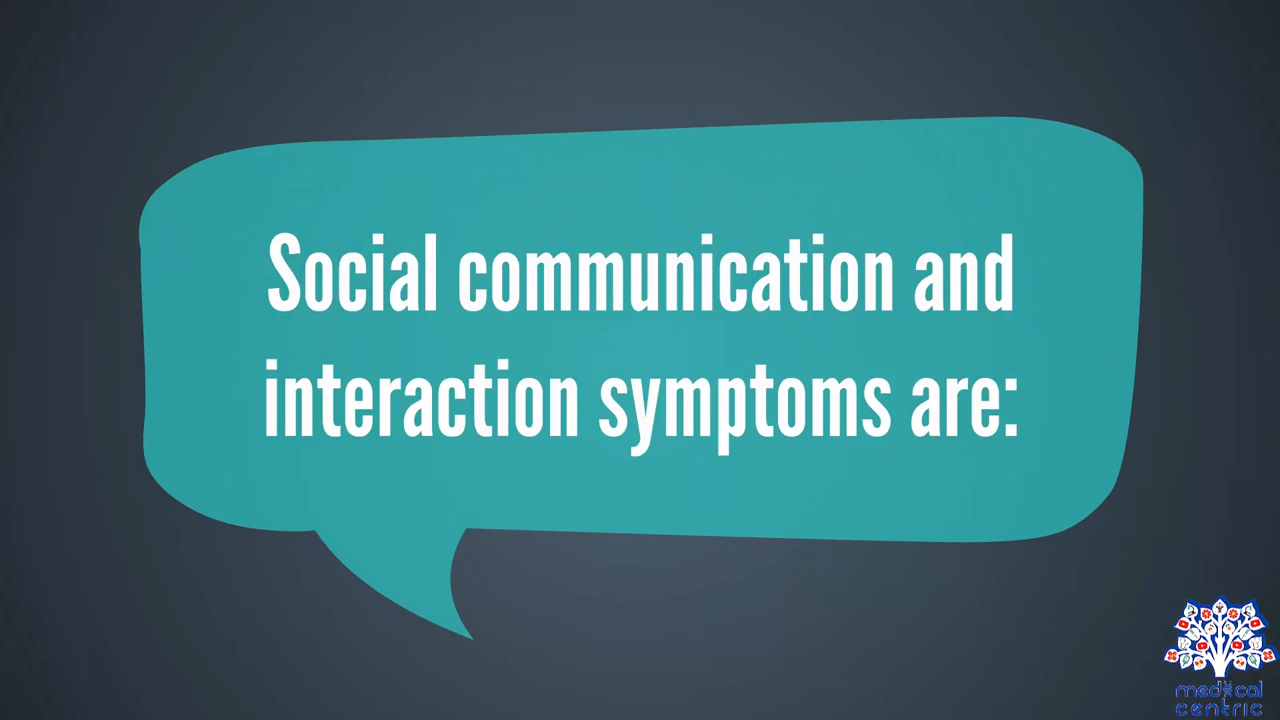 Social communication and
interaction symptoms are:
medical
centric